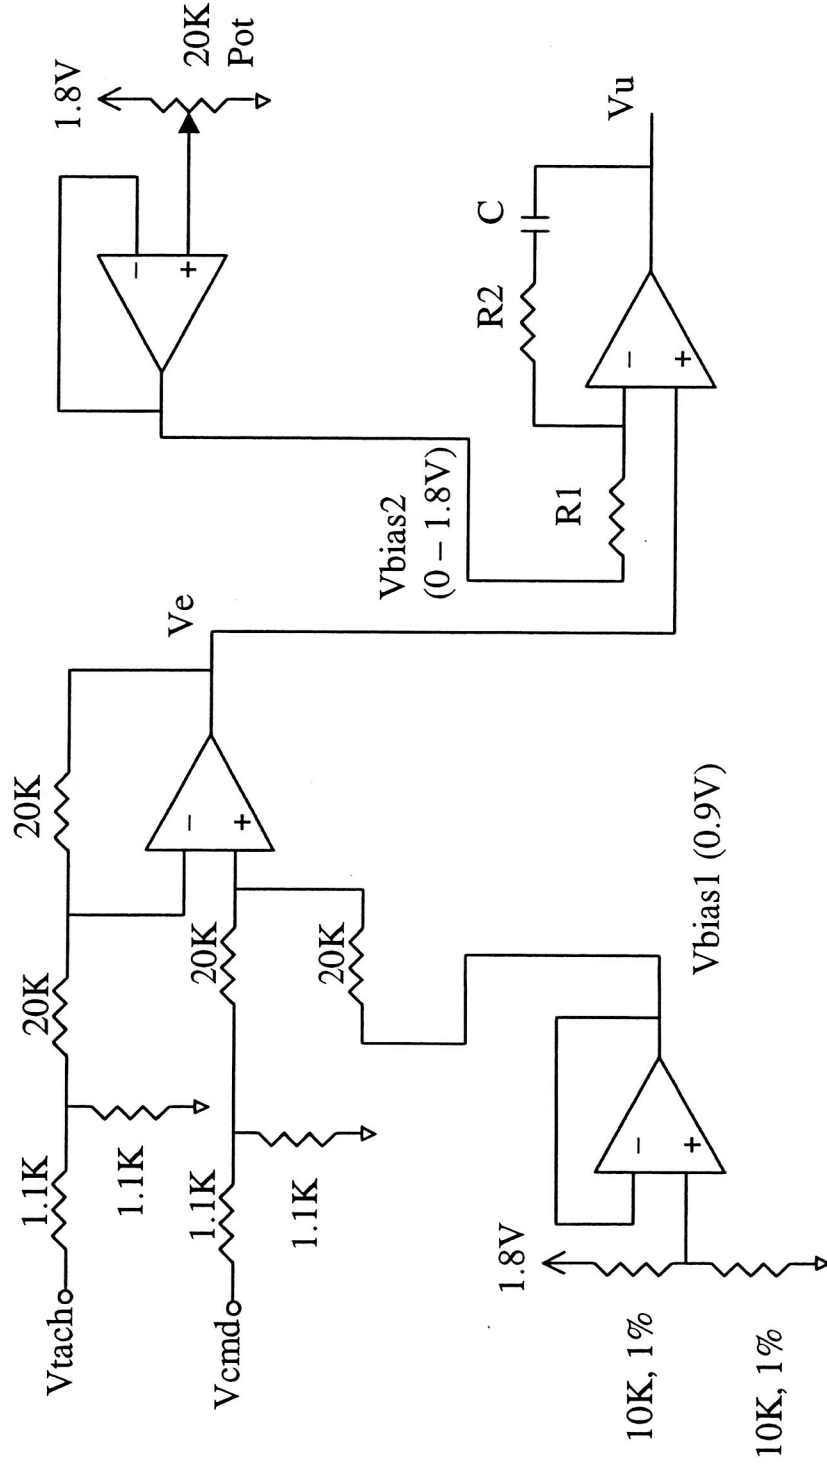 Vtach
1.1K
20K
20K
1.1K
Ve
1.8V
20K
Pot
−
+
Vcmd
1.1K
20K
−
+
1.1K
20K
Vbias2
(0 – 1.8V)
R1
R2
C
Vu
−
+
1.8V
−
+
Vbias1 (0.9V)
10K, 1%
10K, 1%